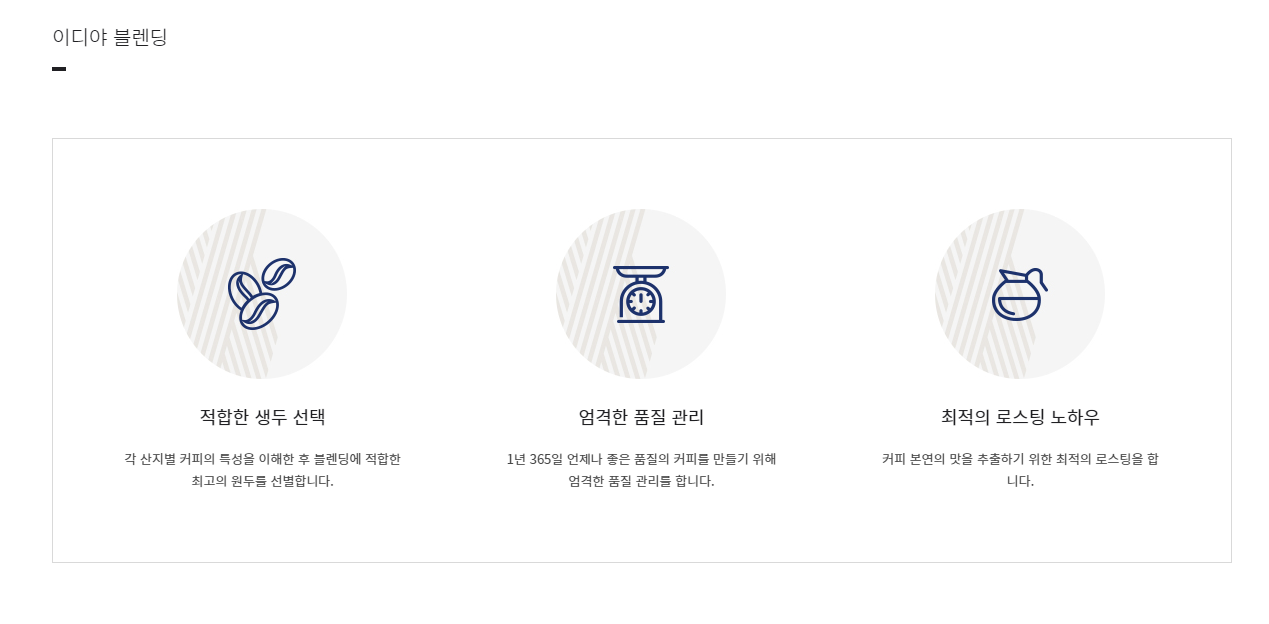 이디야 블렌딩
적합한 생두 선택
각 산지별 커피의 특성을 이해한 후 블렌딩에 적합한
최고의 원두를 선별합니다.
엄격한 품질 관리
1년 365일 언제나 좋은 품질의 커피를 만들기 위해
엄격한 품질 관리를 합니다.
최적의 로스팅 노하우
커피 본연의 맛을 추출하기 위한 최적의 로스팅을 합
니다.